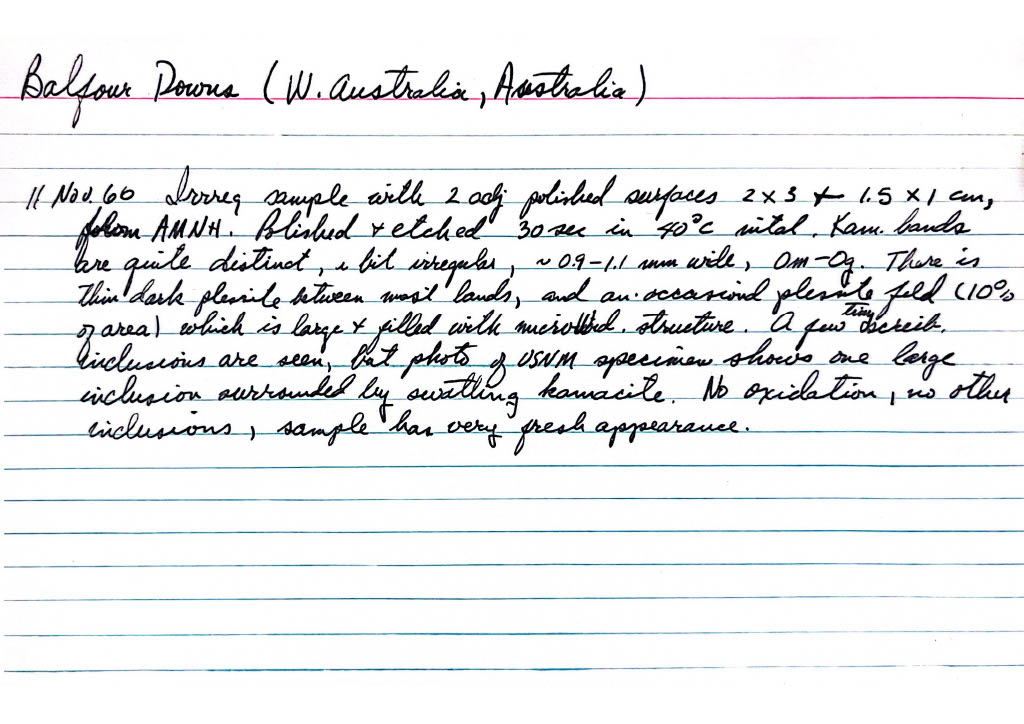 Balfour Downs (W. Australia, Australia)
11 Nov. 60 Irrreg sample with 2 adj polished surfaces 2 x 3 + 1.5 x 1 cm,
from AMNH. Polished + etched 30 sec in 40°C nital. Kam. bands
are quite distinct, a bit irregular, ~ 0.9–1.1 mm wide, Om–Og. There is
thin dark plessite between most bands, and an occasional plessite field (10%
of area) which is large + filled with microWid. structure. A few tiny screib.
inclusions are seen, but photo of USNM specimen shows one large
inclusion surrounded by swathing kamacite. No oxidation, no other
inclusions, sample has very fresh appearance.